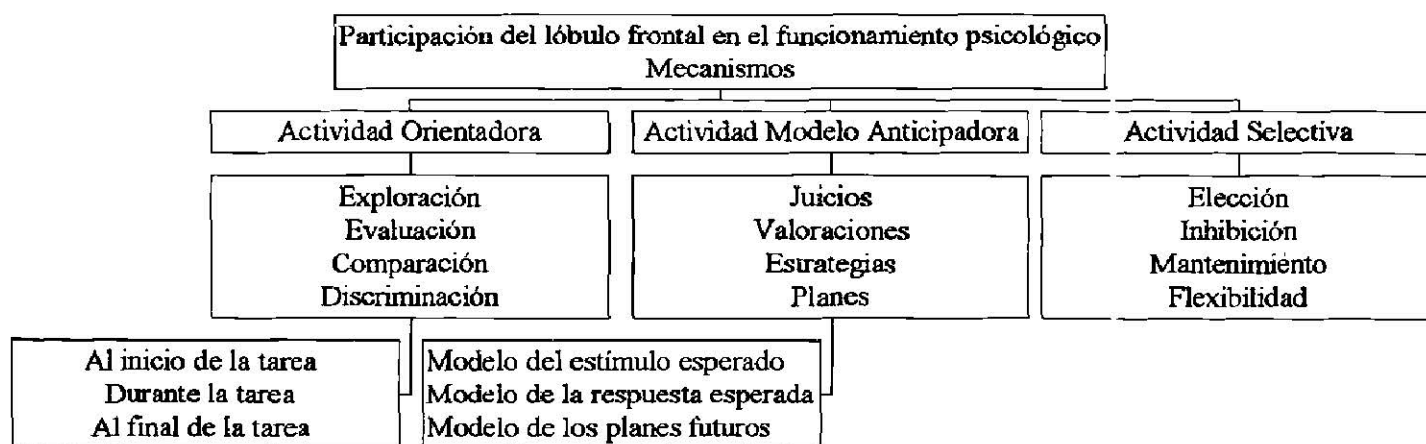 Participación del lóbulo frontal en el funcionamiento psicológico
Mecanismos
Actividad Orientadora
Actividad Modelo Anticipadora
Actividad Selectiva
Exploración
Evaluación
Comparación
Discriminación
Juicios
Valoraciones
Estrategias
Planes
Elección
Inhibición
Mantenimiento
Flexibilidad
Al inicio de la tarea
Durante la tarea
Al final de la tarea
Modelo del estímulo esperado
Modelo de la respuesta esperada
Modelo de los planes futuros